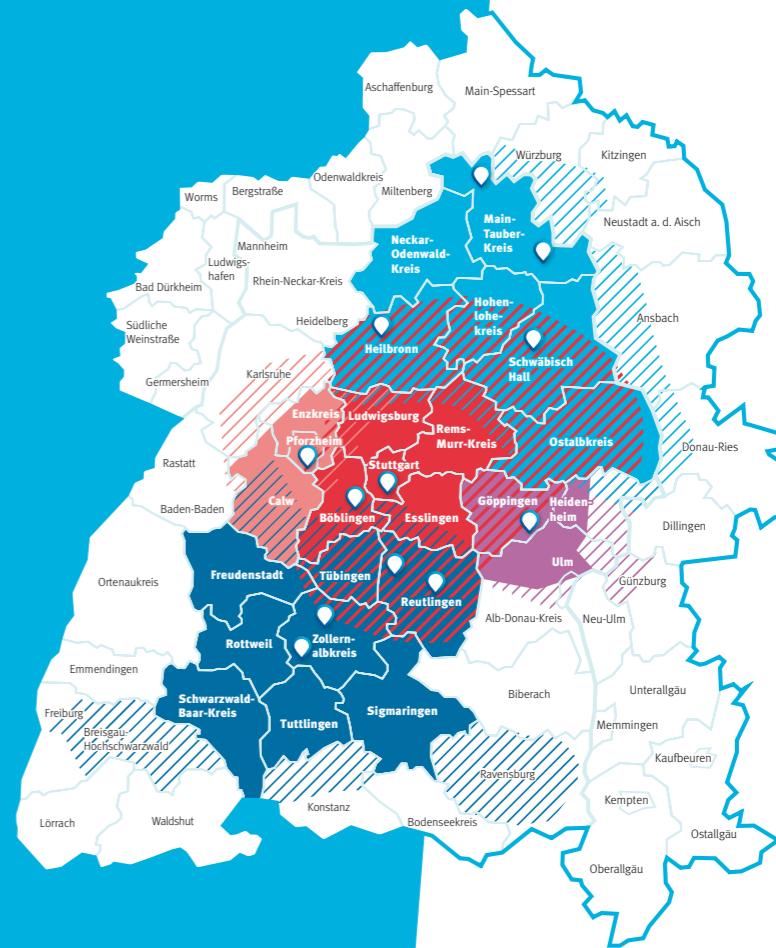 Aschaffenburg
Main-Spessart
Würzburg
Kitzingen
Odenwaldkreis
Miltenberg
Bergstraße
Worms
Main-
Tauber-
Kreis
Neustadt a. d. Aisch
Neckar-
Odenwald-
Kreis
Mannheim
Ludwigs-
hafen
Rhein-Neckar-Kreis
Bad Dürkheim
Hohen-
lohe-
kreis
Ansbach
Heidelberg
Südliche
Weinstraße
Heilbronn
Schwäbisch
Hall
Karlsruhe
Germersheim
Enzkreis
Ludwigsburg
Rems-
Murr-Kreis
Pforzheim
Ostalbkreis
Donau-Ries
Rastatt
Stuttgart
Calw
Göppingen
Heiden-
heim
Baden-Baden
Böblingen
Esslingen
Dillingen
Ulm
Freudenstadt
Tübingen
Ortenaukreis
Günzburg
Reutlingen
Alb-Donau-Kreis
Neu-Ulm
Rottweil
Zollern-
albkreis
Emmendingen
Unterallgäu
Biberach
Schwarzwald-
Baar-Kreis
Sigmaringen
Freiburg
Tuttlingen
Memmingen
Breisgau-
Hochschwarzwald
Kaufbeuren
Ravensburg
Kempten
Konstanz
Lörrach
Waldshut
Bodenseekreis
Ostallgäu
Oberallgäu